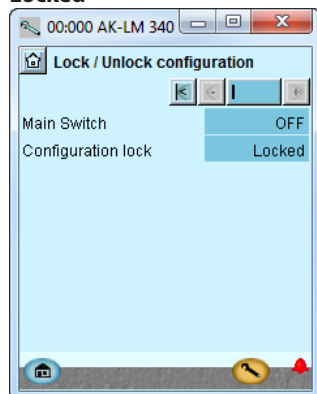 Locked
00:000 AK-LM 340
Lock / Unlock configuration
Main Switch OFF
Configuration lock Locked